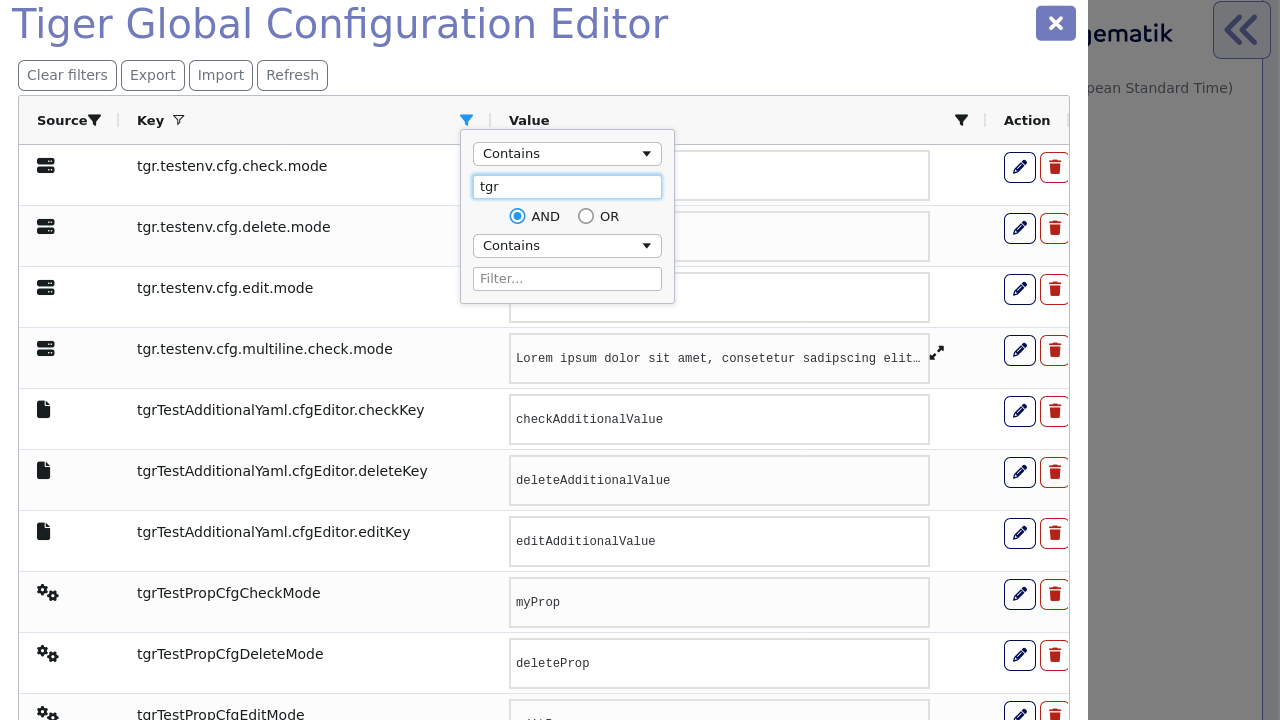 Tiger Global Configuration Editor
gematik
Clear filters Export Import Refresh
pean Standard Time)
Source Key Value Action
Contains
tgr
AND OR
Contains
Filter...
tgr.testenv.cfg.check.mode
tgr.testenv.cfg.delete.mode
tgr.testenv.cfg.edit.mode
tgr.testenv.cfg.multiline.check.mode Lorem ipsum dolor sit amet, consetetur sadipscing elit…
tgrTestAdditionalYaml.cfgEditor.checkKey checkAdditionalValue
tgrTestAdditionalYaml.cfgEditor.deleteKey deleteAdditionalValue
tgrTestAdditionalYaml.cfgEditor.editKey editAdditionalValue
tgrTestPropCfgCheckMode myProp
tgrTestPropCfgDeleteMode deleteProp
tgrTestPropCfgEditMode